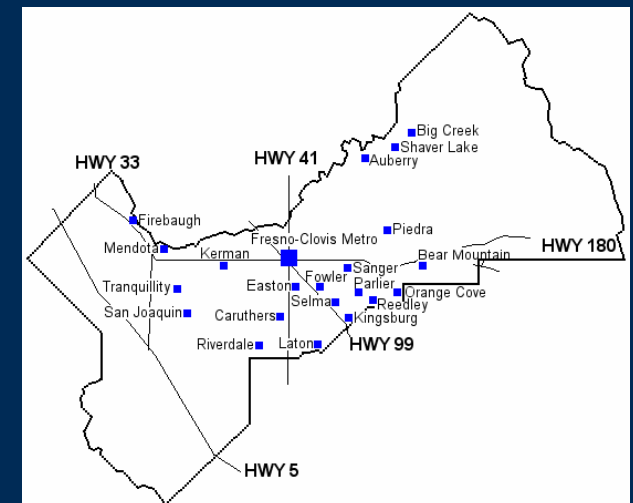 Big Creek
Shaver Lake
HWY 41
Auberry
HWY 33
Firebaugh
Piedra
Fresno-Clovis Metro
HWY 180
Mendota
Kerman
Bear Mountain
Sanger
Fowler
Tranquillity
Easton
Parlier
Orange Cove
Selma
Reedley
San Joaquin
Caruthers
Kingsburg
Riverdale
Laton
HWY 99
HWY 5